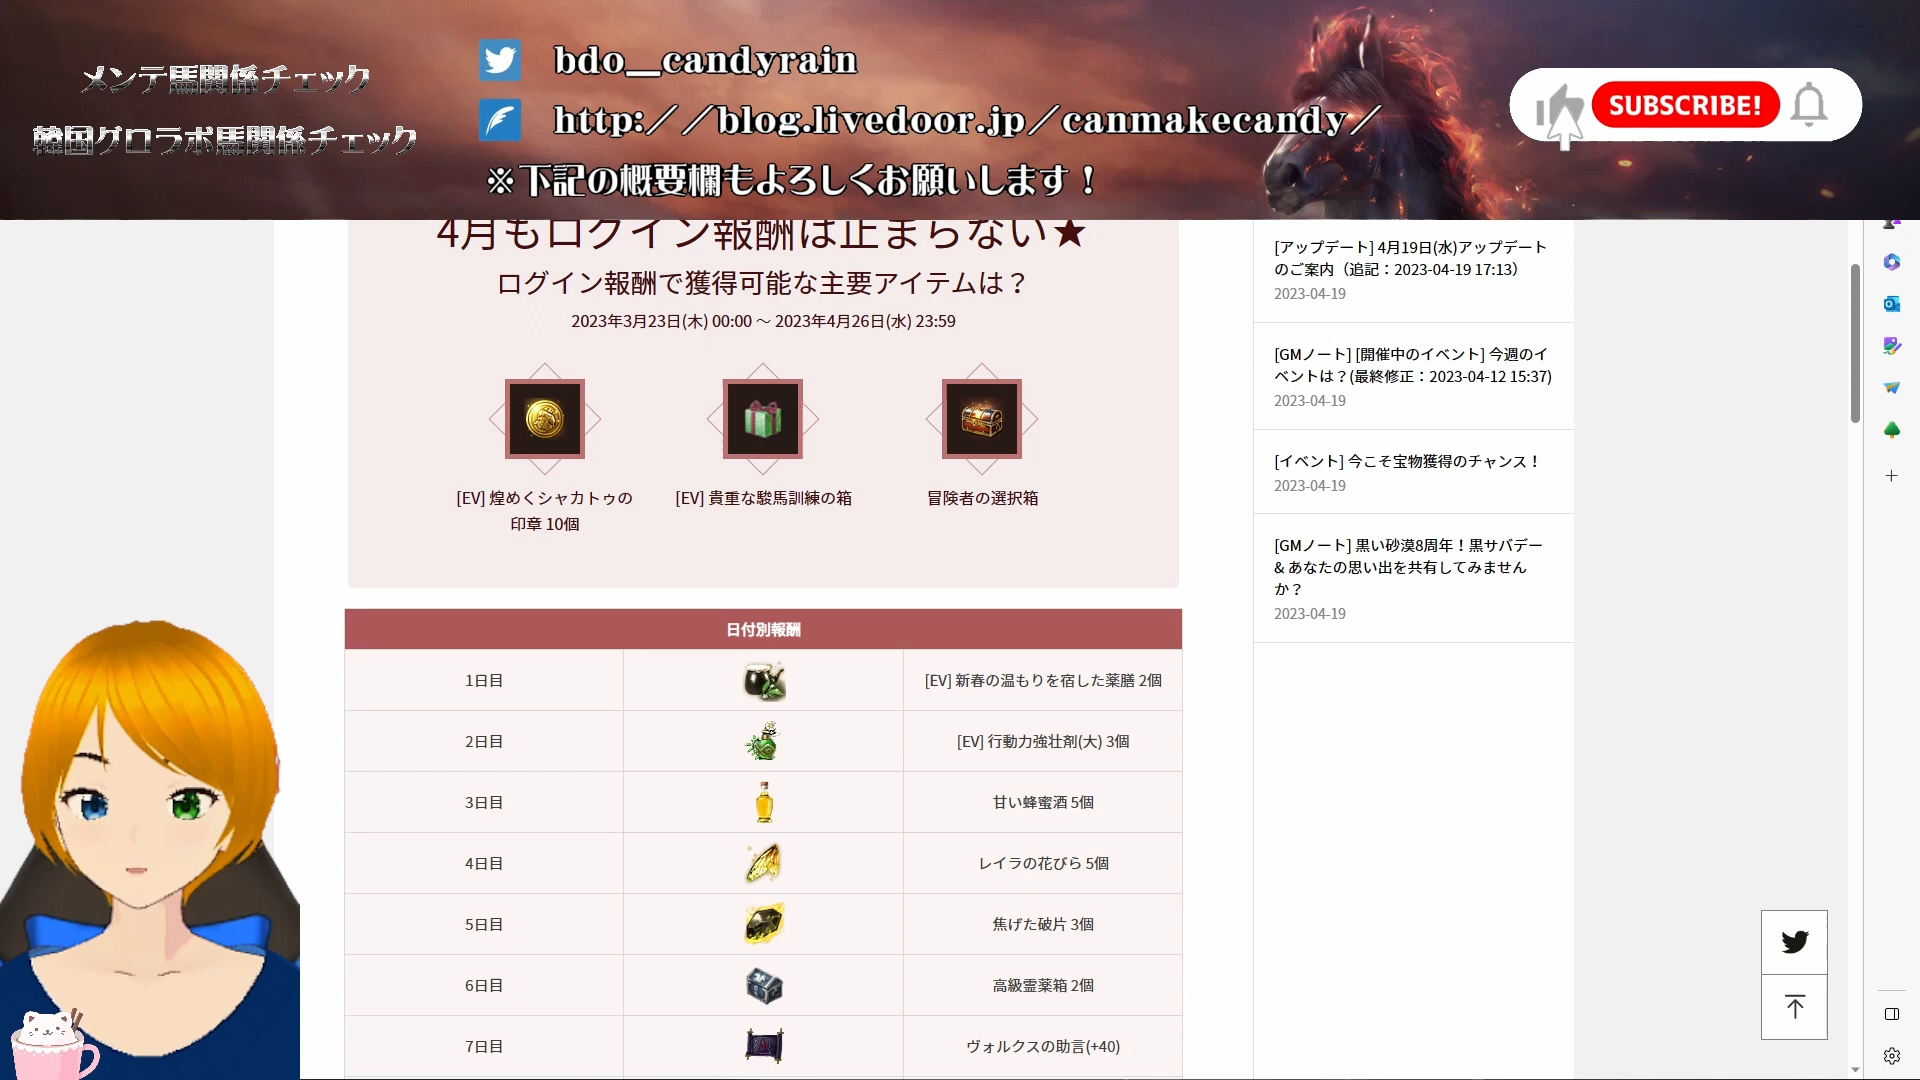 メンテ馬関係チェック
韓国グロラボ馬関係チェック
bdo__candyrain
http://blog.livedoor.jp/canmakecandy/
※下記の概要欄もよろしくお願いします！
SUBSCRIBE!
4月もログイン報酬は止まらない★
ログイン報酬で獲得可能な主要アイテムは？
2023年3月23日(木) 00:00 ～ 2023年4月26日(水) 23:59
[EV] 煌めくシャカトゥの
印章 10個
[EV] 貴重な駿馬訓練の箱
冒険者の選択箱
日付別報酬
1日目
[EV] 新春の温もりを宿した薬膳 2個
2日目
[EV] 行動力強壮剤(大) 3個
3日目
甘い蜂蜜酒 5個
4日目
レイラの花びら 5個
5日目
焦げた破片 3個
6日目
高級霊薬箱 2個
7日目
ヴォルクスの助言(+40)
[アップデート] 4月19日(水)アップデート
のご案内（追記：2023-04-19 17:13）
2023-04-19
[GMノート] [開催中のイベント] 今週のイ
ベントは？(最終修正：2023-04-12 15:37)
2023-04-19
[イベント] 今こそ宝物獲得のチャンス！
2023-04-19
[GMノート] 黒い砂漠8周年！黒サバデー
& あなたの思い出を共有してみません
か？
2023-04-19